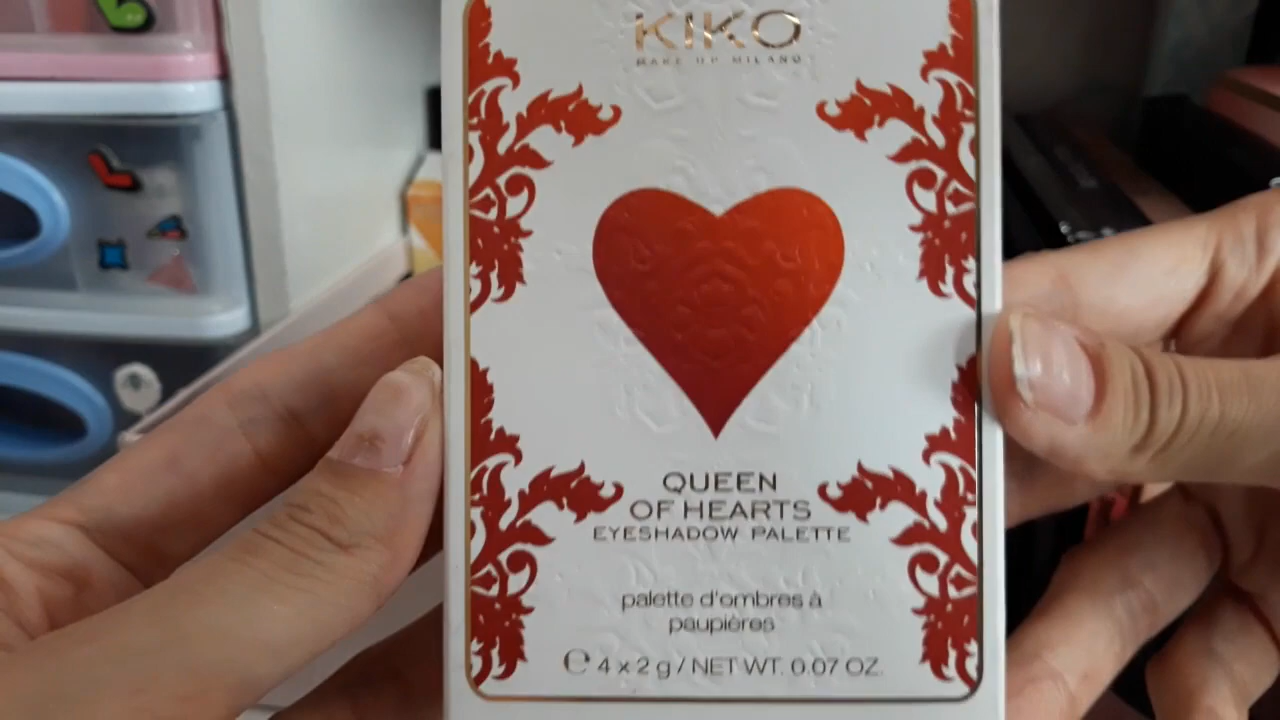 KIKO
MAKE UP MILANO
QUEEN
OF HEARTS
EYESHADOW PALETTE
palette d'ombres à
paupières
℮ 4 x 2 g / NET WT. 0.07 OZ.